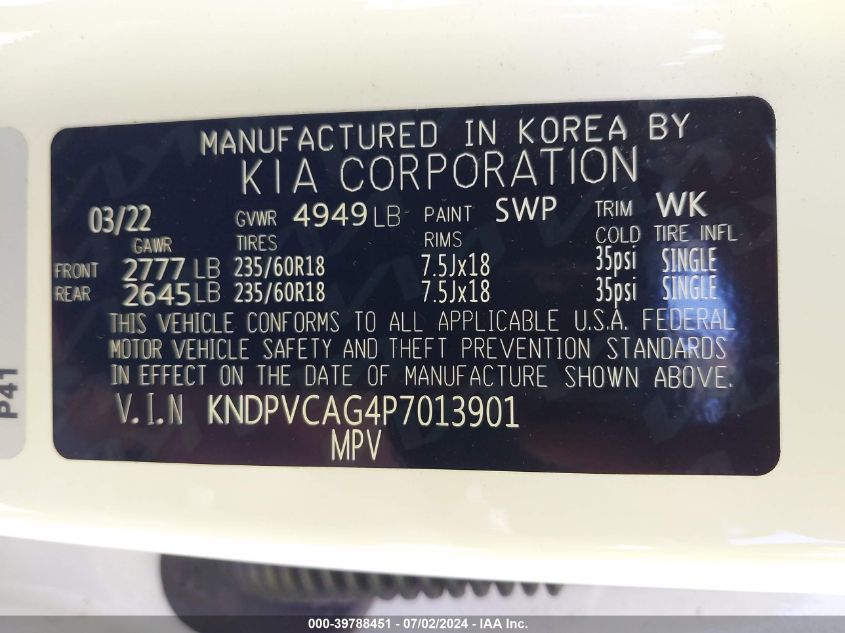 MANUFACTURED IN KOREA BY
KIA CORPORATION
03/22 GVWR 4949 LB PAINT SWP TRIM WK
GAWR TIRES RIMS COLD TIRE INFL
FRONT 2777 LB 235/60R18 7.5Jx18 35psi SINGLE
REAR 2645 LB 235/60R18 7.5Jx18 35psi SINGLE
THIS VEHICLE CONFORMS TO ALL APPLICABLE U.S.A. FEDERAL
MOTOR VEHICLE SAFETY AND THEFT PREVENTION STANDARDS
IN EFFECT ON THE DATE OF MANUFACTURE SHOWN ABOVE.
V.I.N KNDPVCAG4P7013901
MPV
P41
000-39788451 - 07/02/2024 - IAA Inc.